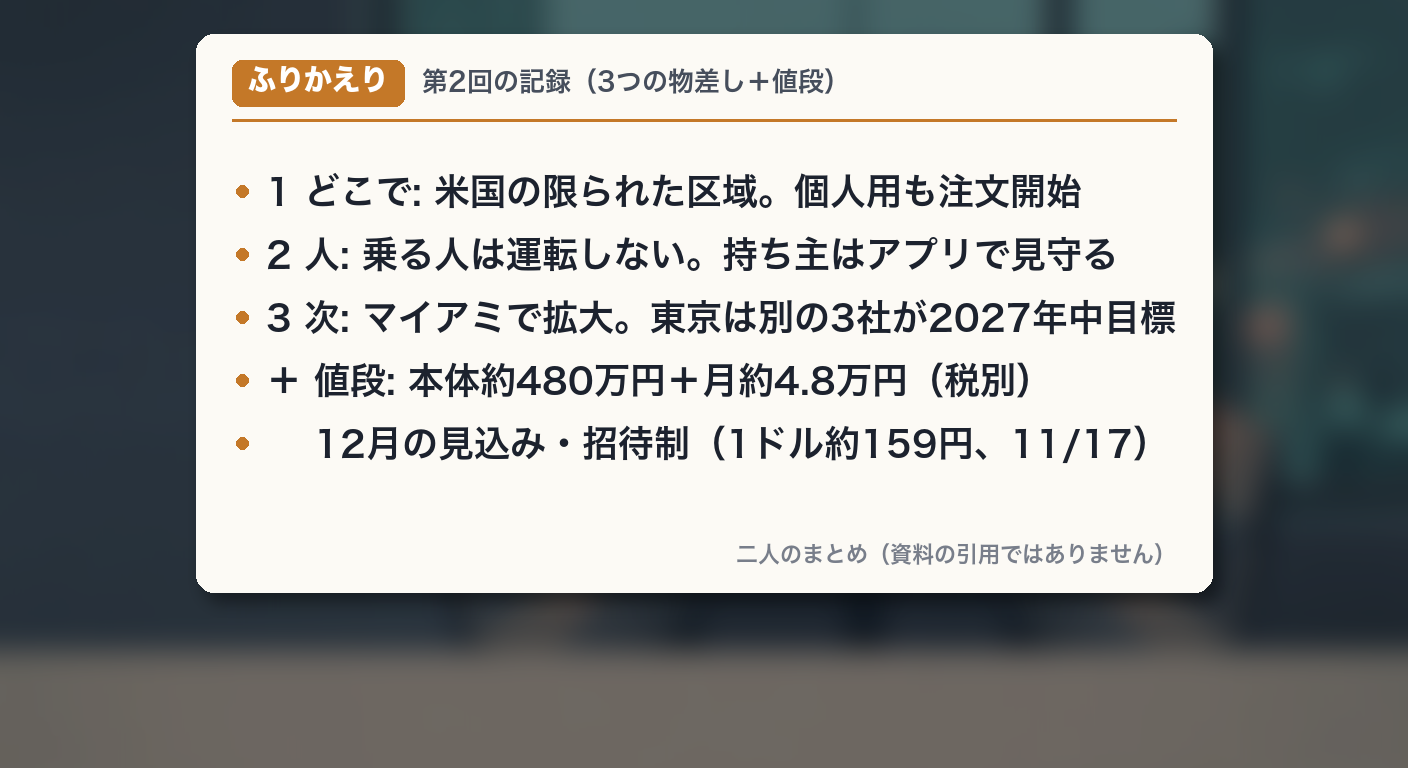 ふりかえり 第2回の記録（3つの物差し＋値段）
• 1 どこで: 米国の限られた区域。個人用も注文開始
• 2 人: 乗る人は運転しない。持ち主はアプリで見守る
• 3 次: マイアミで拡大。東京は別の3社が2027年中目標
• ＋ 値段: 本体約480万円＋月約4.8万円（税別）
• 12月の見込み・招待制（1ドル約159円、11/17）
二人のまとめ（資料の引用ではありません）